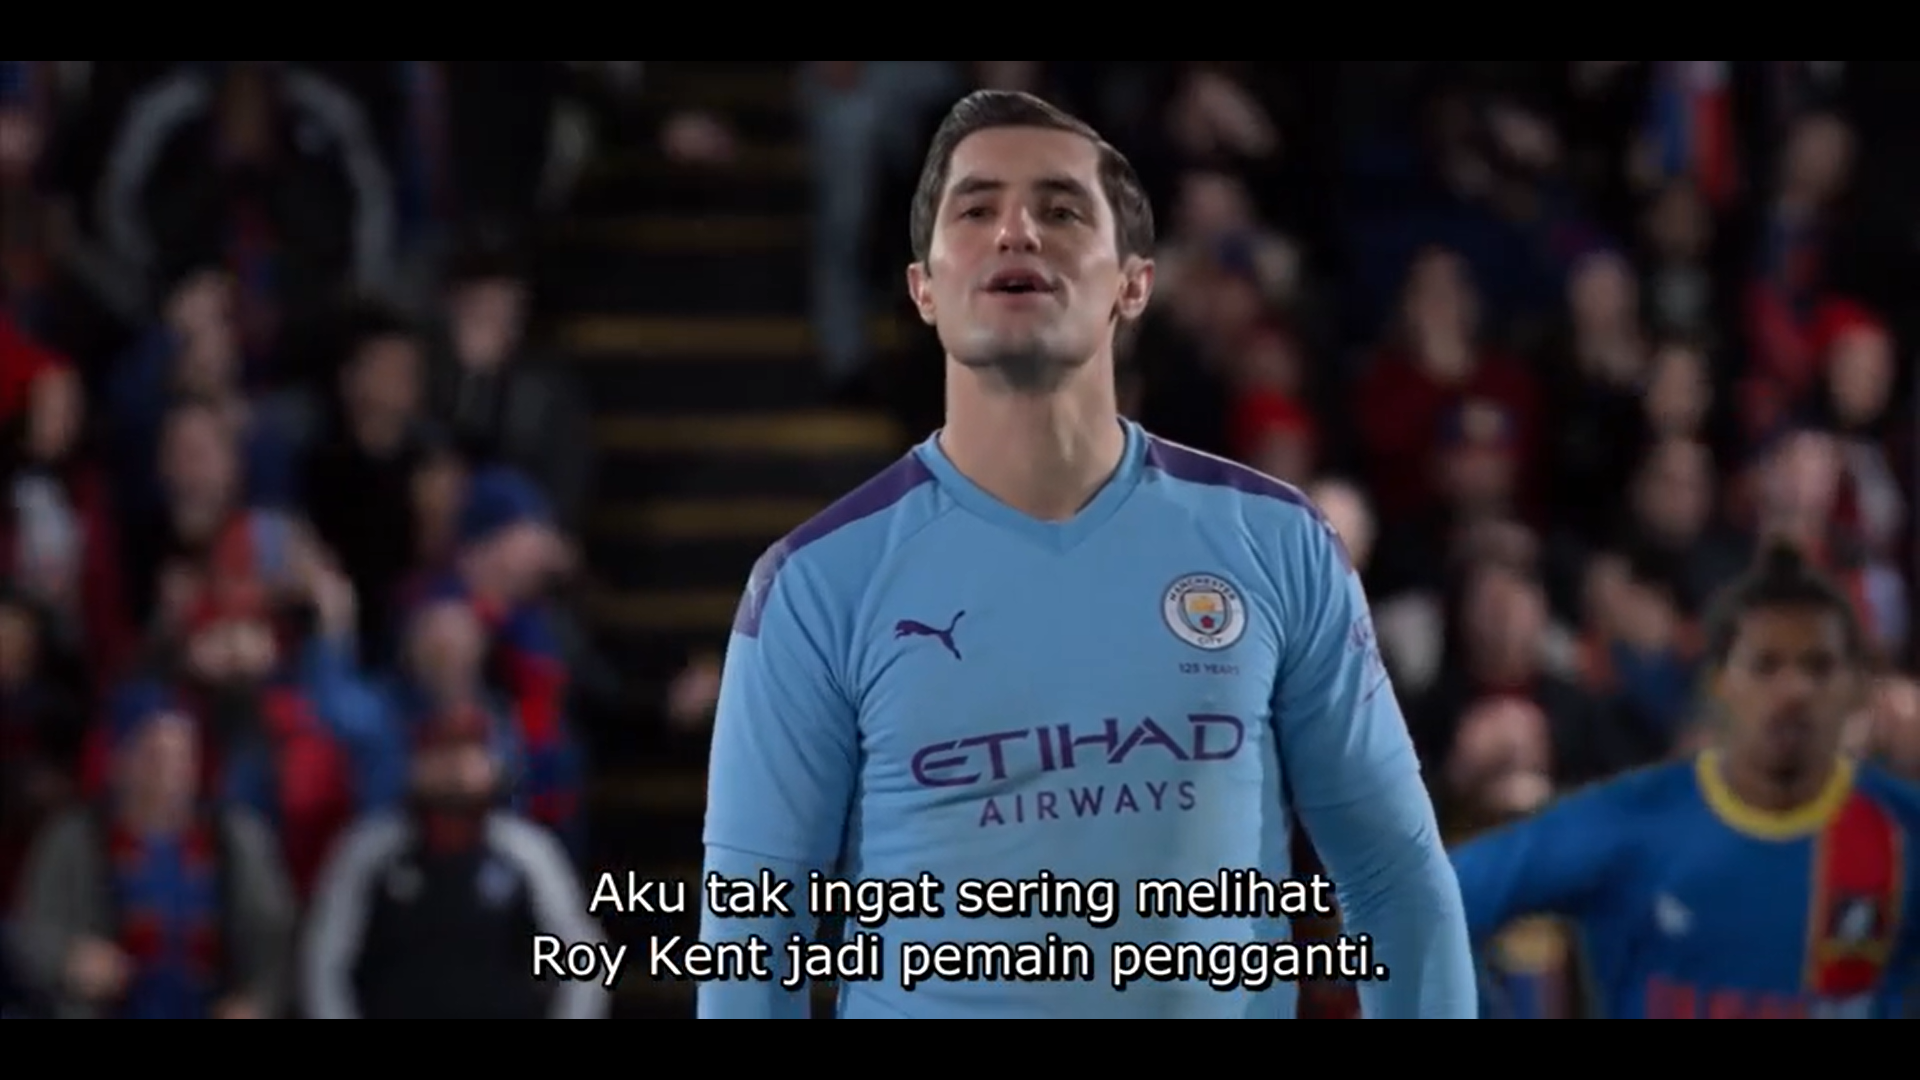 MANCHESTER
CITY
125 YEARS
ETIHAD
AIRWAYS
Aku tak ingat sering melihat
Roy Kent jadi pemain pengganti.